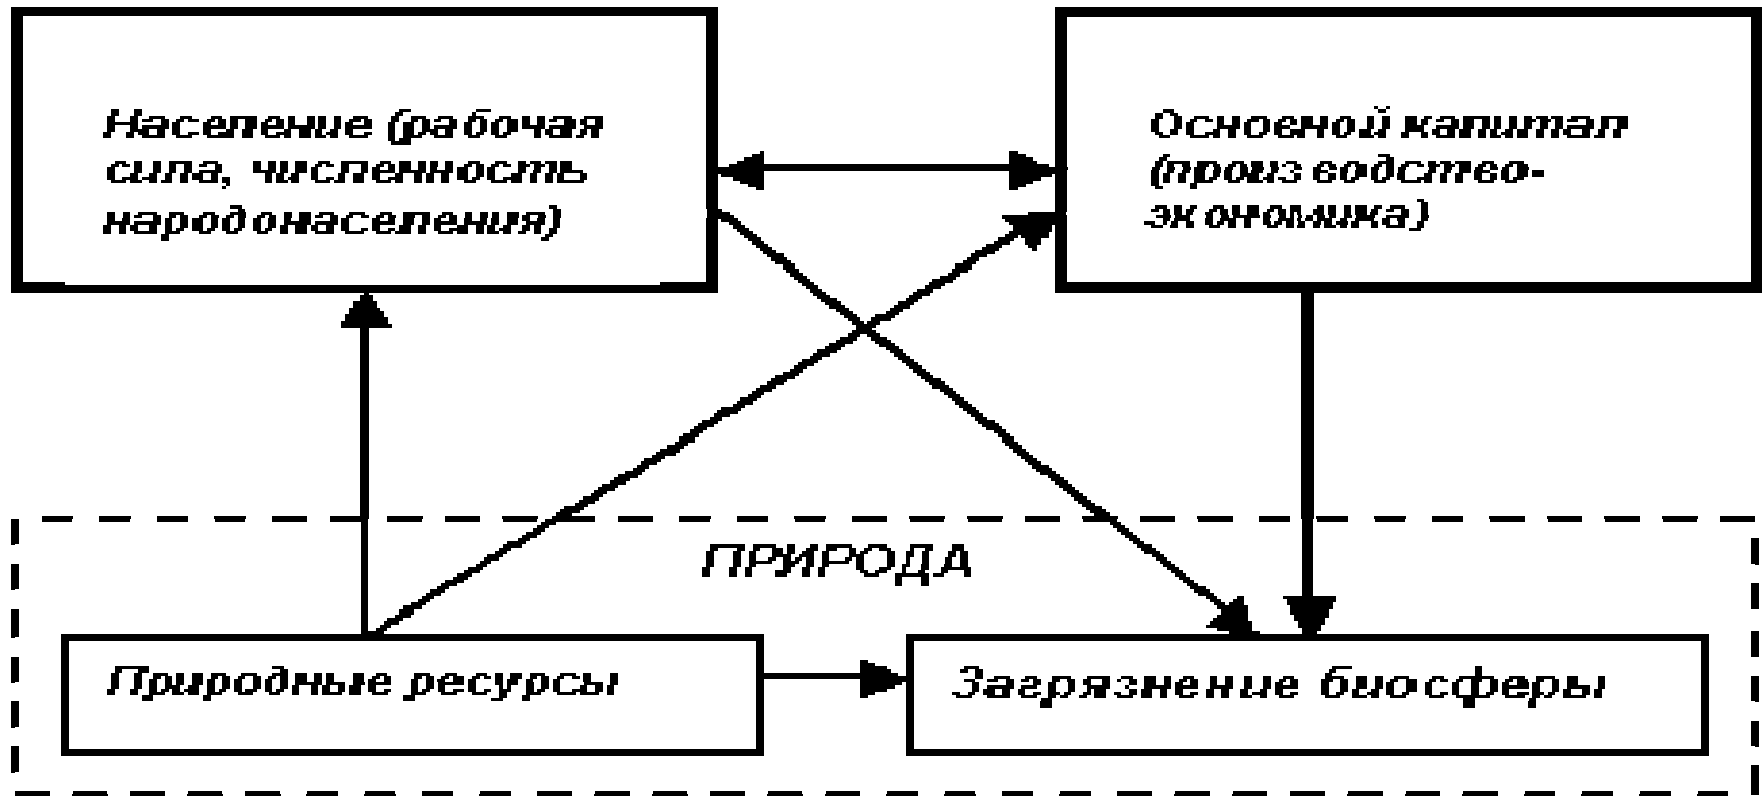 Население (рабочая
сила, численность
народонаселения)
Основной капитал
(производство-
экономика)
ПРИРОДА
Природные ресурсы
Загрязнение биосферы